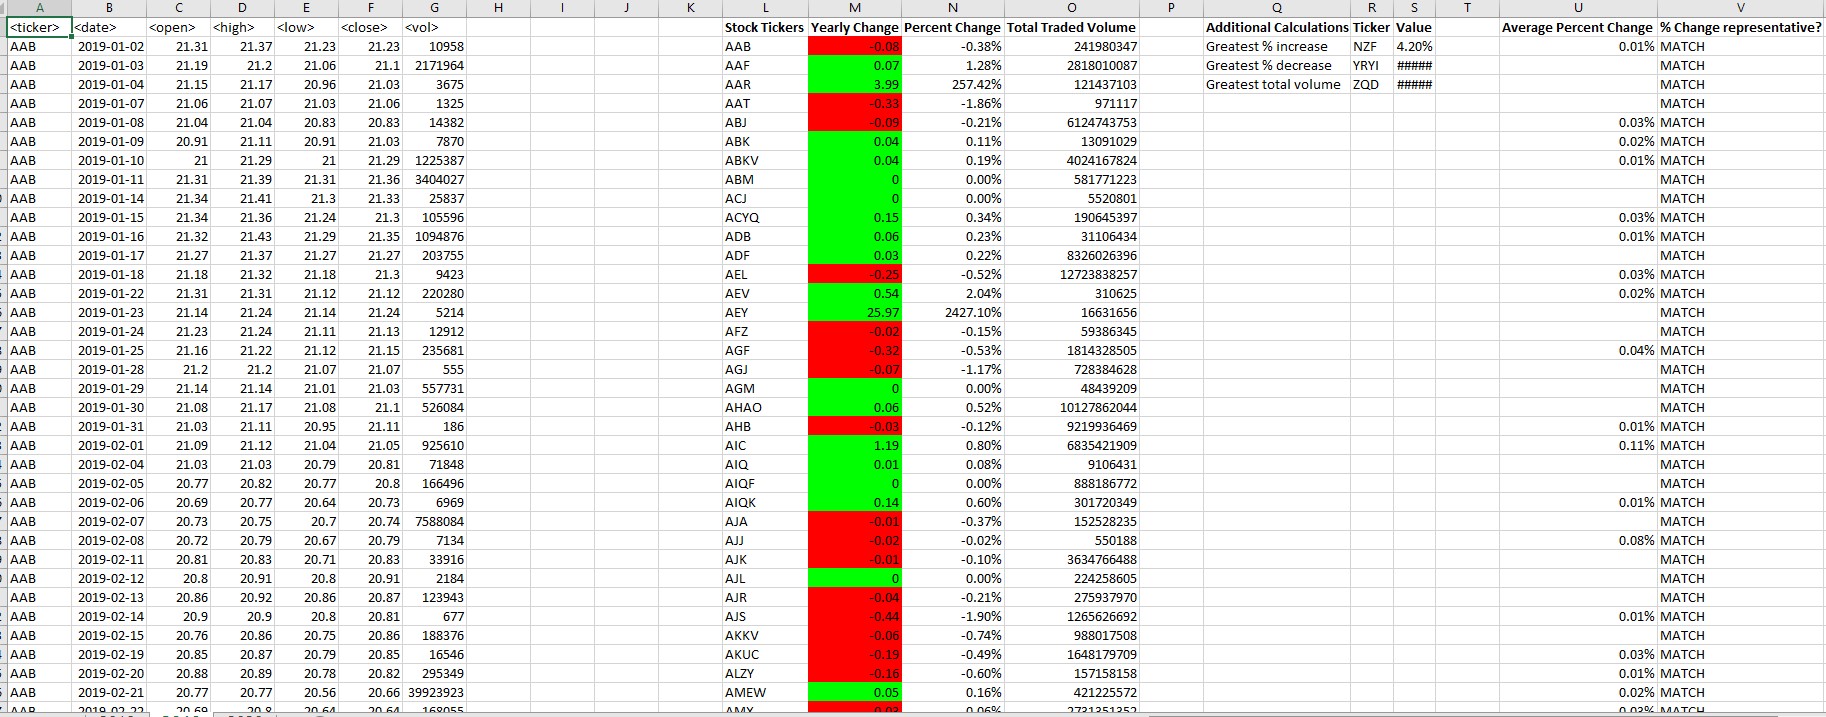 A B C D E F G H I J K L M N O P Q R S T U V
<ticker> <date> <open> <high> <low> <close> <vol> Stock Tickers Yearly Change Percent Change Total Traded Volume Additional Calculations Ticker Value Average Percent Change % Change representative?
AAB 2019-01-02 21.31 21.37 21.23 21.23 10958 AAB -0.08 -0.38% 241980347 Greatest % increase NZF 4.20% 0.01% MATCH
AAB 2019-01-03 21.19 21.2 21.06 21.1 2171964 AAF 0.07 1.28% 2818010087 Greatest % decrease YRYI ##### MATCH
AAB 2019-01-04 21.15 21.17 20.96 21.03 3675 AAR 3.99 257.42% 121437103 Greatest total volume ZQD ##### MATCH
AAB 2019-01-07 21.06 21.07 21.03 21.06 1325 AAT -0.33 -1.86% 971117 MATCH
AAB 2019-01-08 21.04 21.04 20.83 20.83 14382 ABJ -0.09 -0.21% 6124743753 0.03% MATCH
AAB 2019-01-09 20.91 21.11 20.91 21.03 7870 ABK 0.04 0.11% 13091029 0.02% MATCH
AAB 2019-01-10 21 21.29 21 21.29 1225387 ABKV 0.04 0.19% 4024167824 0.01% MATCH
AAB 2019-01-11 21.31 21.39 21.31 21.36 3404027 ABM 0 0.00% 581771223 MATCH
AAB 2019-01-14 21.34 21.41 21.3 21.33 25837 ACJ 0 0.00% 5520801 MATCH
AAB 2019-01-15 21.34 21.36 21.24 21.3 105596 ACYQ 0.15 0.34% 190645397 0.03% MATCH
AAB 2019-01-16 21.32 21.43 21.29 21.35 1094876 ADB 0.06 0.23% 31106434 0.01% MATCH
AAB 2019-01-17 21.27 21.37 21.27 21.27 203755 ADF 0.03 0.22% 8326026396 MATCH
AAB 2019-01-18 21.18 21.32 21.18 21.3 9423 AEL -0.25 -0.52% 12723838257 0.03% MATCH
AAB 2019-01-22 21.31 21.31 21.12 21.12 220280 AEV 0.54 2.04% 310625 0.02% MATCH
AAB 2019-01-23 21.14 21.24 21.14 21.24 5214 AEY 25.97 2427.10% 16631656 MATCH
AAB 2019-01-24 21.23 21.24 21.11 21.13 12912 AFZ -0.02 -0.15% 59386345 MATCH
AAB 2019-01-25 21.16 21.22 21.12 21.15 235681 AGF -0.32 -0.53% 1814328505 0.04% MATCH
AAB 2019-01-28 21.2 21.2 21.07 21.07 555 AGJ -0.07 -1.17% 728384628 MATCH
AAB 2019-01-29 21.14 21.14 21.01 21.03 557731 AGM 0 0.00% 48439209 MATCH
AAB 2019-01-30 21.08 21.17 21.08 21.1 526084 AHAO 0.06 0.52% 10127862044 MATCH
AAB 2019-01-31 21.03 21.11 20.95 21.11 186 AHB -0.03 -0.12% 9219936469 0.01% MATCH
AAB 2019-02-01 21.09 21.12 21.04 21.05 925610 AIC 1.19 0.80% 6835421909 0.11% MATCH
AAB 2019-02-04 21.03 21.03 20.79 20.81 71848 AIQ 0.01 0.08% 9106431 MATCH
AAB 2019-02-05 20.77 20.82 20.77 20.8 166496 AIQF 0 0.00% 888186772 MATCH
AAB 2019-02-06 20.69 20.77 20.64 20.73 6969 AIQK 0.14 0.60% 301720349 0.01% MATCH
AAB 2019-02-07 20.73 20.75 20.7 20.74 7588084 AJA -0.01 -0.37% 152528235 MATCH
AAB 2019-02-08 20.72 20.79 20.67 20.79 7134 AJJ -0.02 -0.02% 550188 0.08% MATCH
AAB 2019-02-11 20.81 20.83 20.71 20.83 33916 AJK -0.01 -0.10% 3634766488 MATCH
AAB 2019-02-12 20.8 20.91 20.8 20.91 2184 AJL 0 0.00% 224258605 MATCH
AAB 2019-02-13 20.86 20.92 20.86 20.87 123943 AJR -0.04 -0.21% 275937970 MATCH
AAB 2019-02-14 20.9 20.9 20.8 20.81 677 AJS -0.44 -1.90% 1265626692 0.01% MATCH
AAB 2019-02-15 20.76 20.86 20.75 20.86 188376 AKKV -0.06 -0.74% 988017508 MATCH
AAB 2019-02-19 20.85 20.87 20.79 20.85 16546 AKUC -0.19 -0.49% 1648179709 0.03% MATCH
AAB 2019-02-20 20.88 20.89 20.78 20.82 295349 ALZY -0.16 -0.60% 157158158 0.01% MATCH
AAB 2019-02-21 20.77 20.77 20.56 20.66 39923923 AMEW 0.05 0.16% 421225572 0.02% MATCH
AAB 2019-02-22 20.69 20.8 20.64 20.64 168055 AMX 0.06% 2731351352 0.03% MATCH